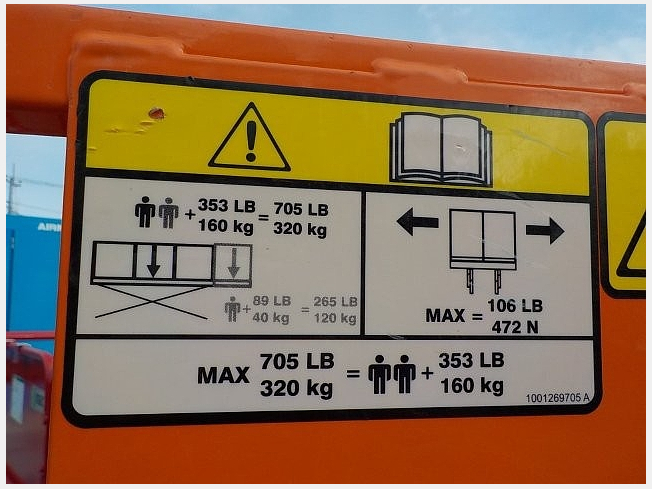 + 353 LB = 705 LB
160 kg 320 kg
+ 89 LB = 265 LB
40 kg 120 kg
MAX = 106 LB
472 N
MAX 705 LB = + 353 LB
320 kg 160 kg
1001269705 A